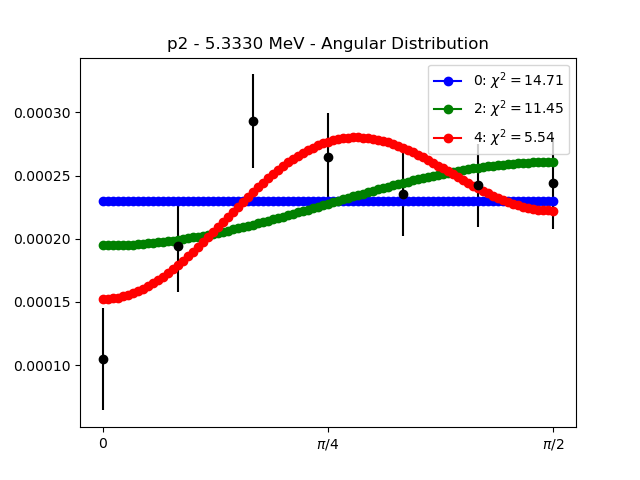 p2 - 5.3330 MeV - Angular Distribution
0: χ² = 14.71
2: χ² = 11.45
4: χ² = 5.54
0.00030
0.00025
0.00020
0.00015
0.00010
0
π/4
π/2